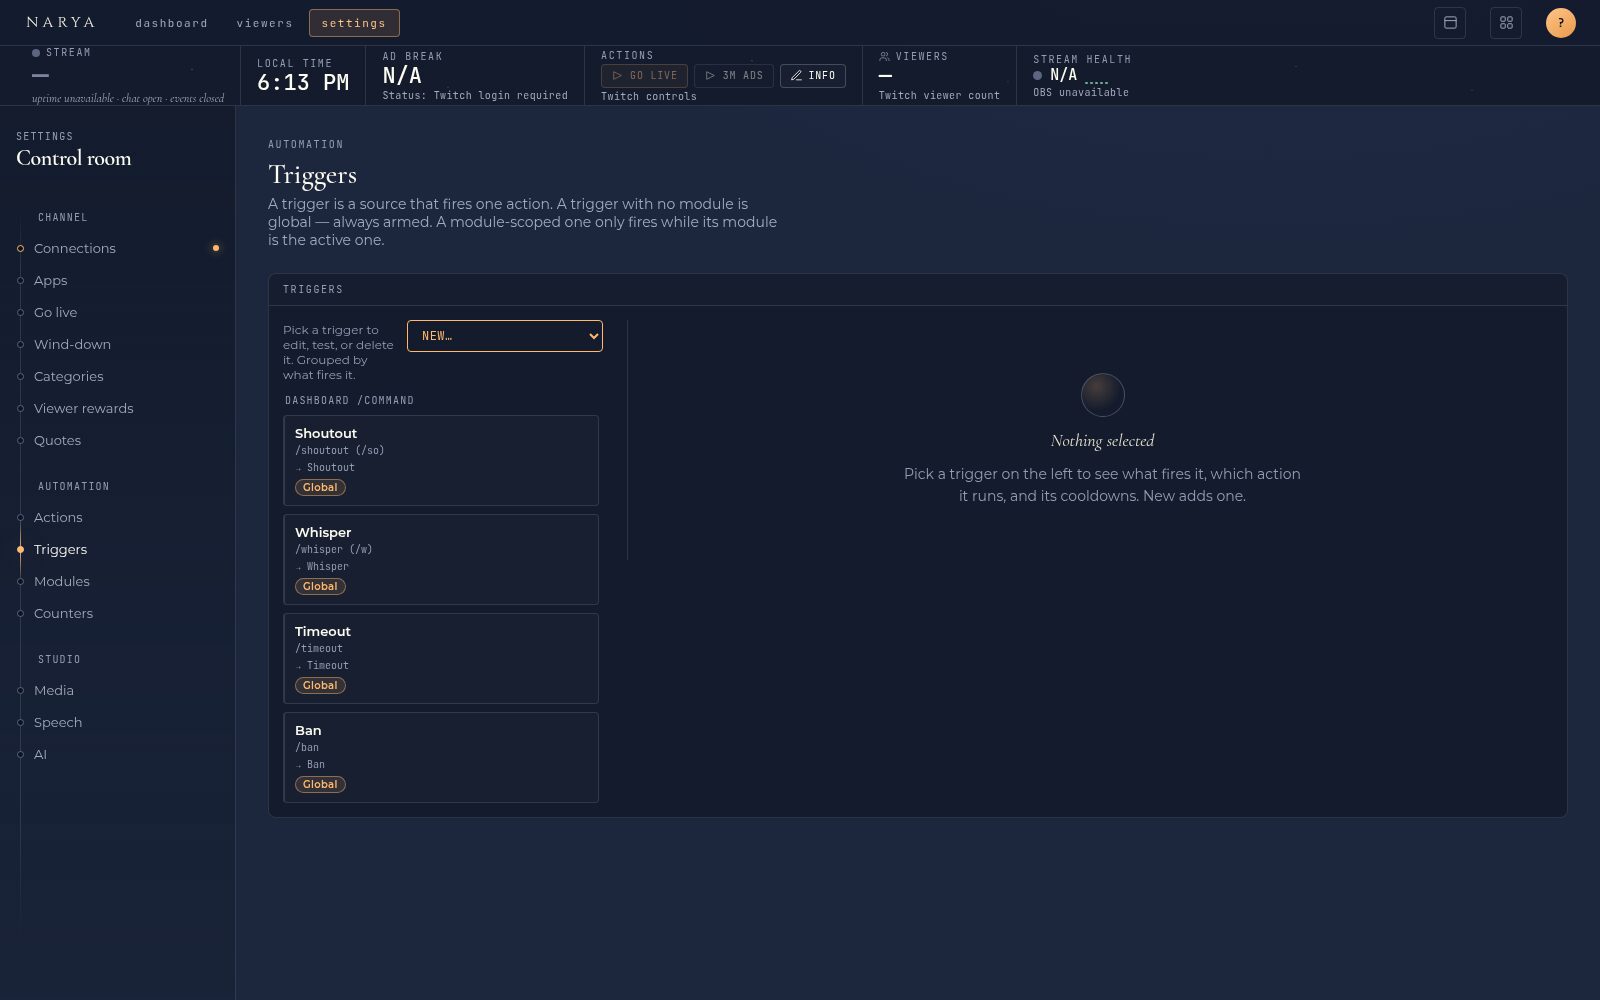 NARYA dashboard viewers settings ?
STREAM
—
uptime unavailable · chat open · events closed
LOCAL TIME
6:13 PM
AD BREAK
N/A
Status: Twitch login required
ACTIONS
GO LIVE 3M ADS INFO
Twitch controls
VIEWERS
—
Twitch viewer count
STREAM HEALTH
N/A
OBS unavailable
SETTINGS
Control room
CHANNEL
Connections
Apps
Go live
Wind-down
Categories
Viewer rewards
Quotes
AUTOMATION
Actions
Triggers
Modules
Counters
STUDIO
Media
Speech
AI
AUTOMATION
Triggers
A trigger is a source that fires one action. A trigger with no module is
global — always armed. A module-scoped one only fires while its module
is the active one.
TRIGGERS
Pick a trigger to
edit, test, or delete
it. Grouped by
what fires it.
NEW…
DASHBOARD /COMMAND
Shoutout
/shoutout (/so)
→ Shoutout
Global
Whisper
/whisper (/w)
→ Whisper
Global
Timeout
/timeout
→ Timeout
Global
Ban
/ban
→ Ban
Global
Nothing selected
Pick a trigger on the left to see what fires it, which action
it runs, and its cooldowns. New adds one.